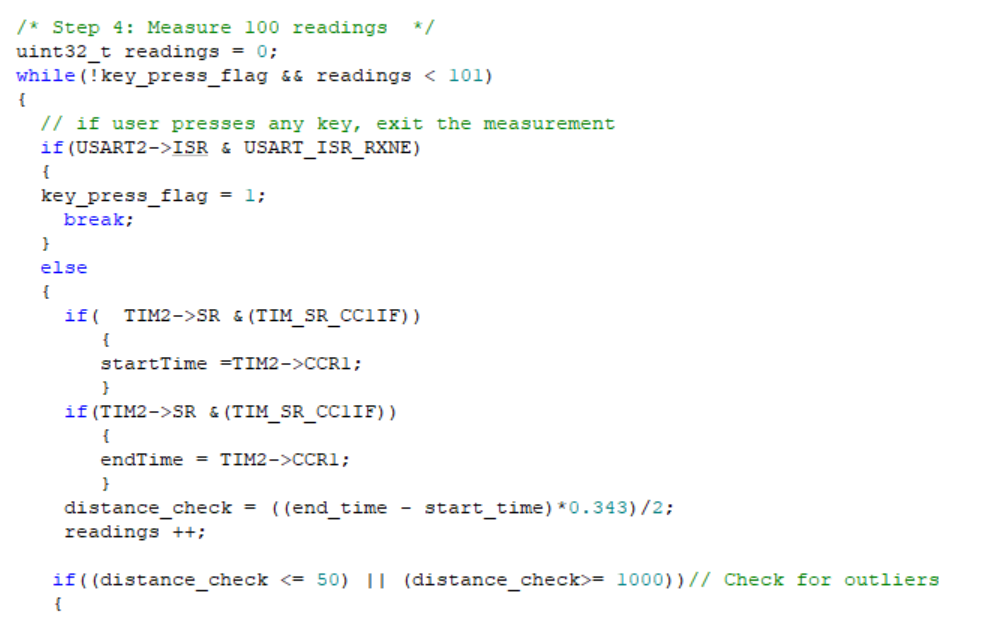 /* Step 4: Measure 100 readings  */
uint32_t readings = 0;
while(!key_press_flag && readings < 101)
{
  // if user presses any key, exit the measurement
  if(USART2->ISR & USART_ISR_RXNE)
  {
  key_press_flag = 1;
    break;
  }
  else
  {
    if(  TIM2->SR &(TIM_SR_CC1IF))
       {
       startTime =TIM2->CCR1;
       }
    if(TIM2->SR &(TIM_SR_CC1IF))
       {
       endTime = TIM2->CCR1;
       }
    distance_check = ((end_time - start_time)*0.343)/2;
    readings ++;

   if((distance_check <= 50) || (distance_check>= 1000))// Check for outliers
   {